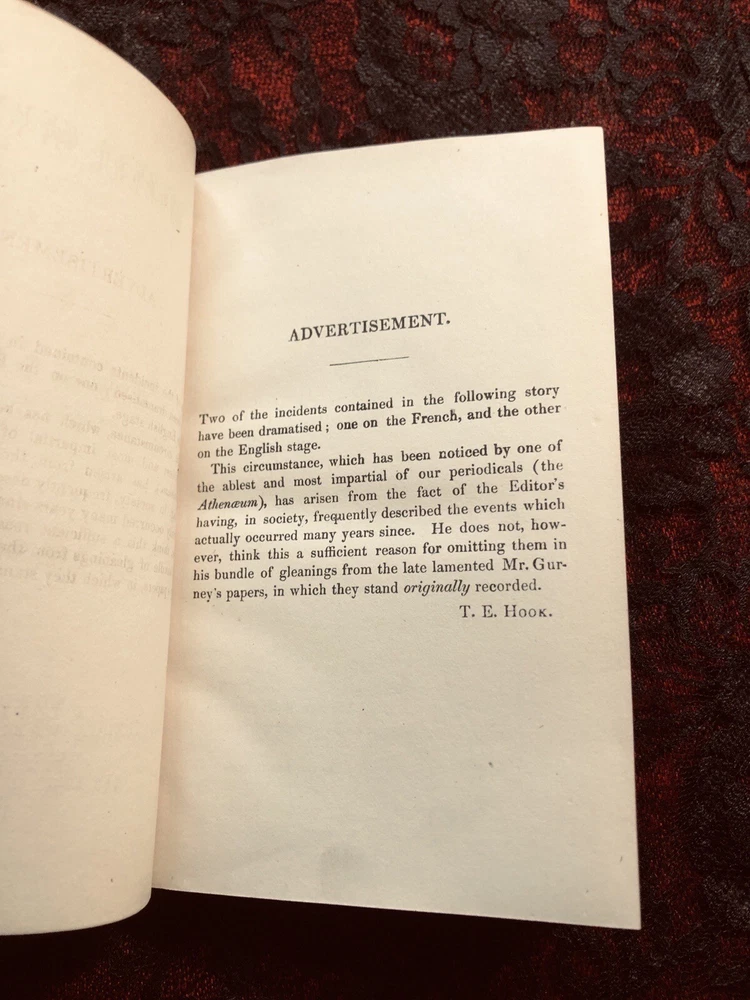 ADVERTISEMENT.
Two of the incidents contained in the following story
have been dramatised; one on the French, and the other
on the English stage.
This circumstance, which has been noticed by one of
the ablest and most impartial of our periodicals (the
Athenæum), has arisen from the fact of the Editor's
having, in society, frequently described the events which
actually occurred many years since. He does not, how-
ever, think this a sufficient reason for omitting them in
his bundle of gleanings from the late lamented Mr. Gur-
ney's papers, in which they stand originally recorded.
T. E. HOOK.